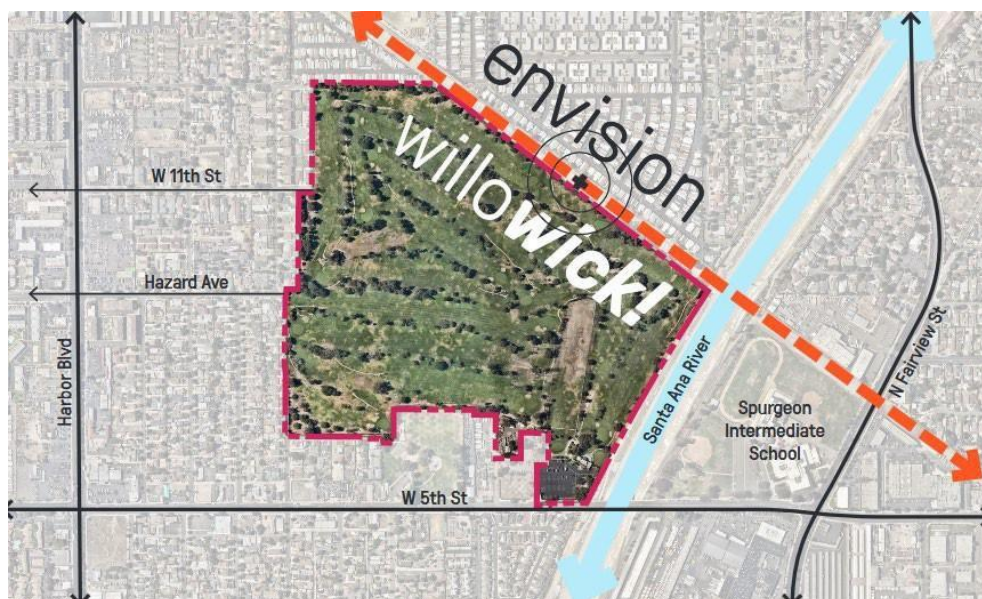 envision
willowick!
W 11th St
Hazard Ave
Harbor Blvd
Santa Ana River
N Fairview St
Spurgeon
Intermediate
School
W 5th St